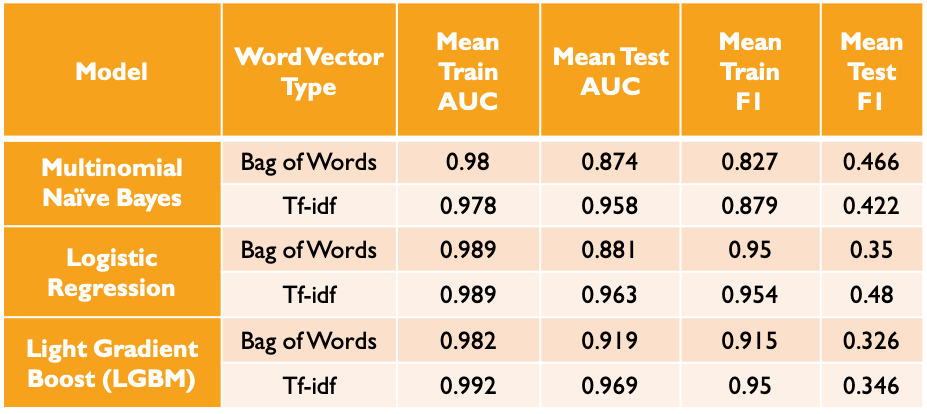 Model
Word Vector
Type
Mean
Train
AUC
Mean Test
AUC
Mean
Train
F1
Mean
Test
F1
Multinomial
Naïve Bayes
Bag of Words 0.98 0.874 0.827 0.466
Tf-idf 0.978 0.958 0.879 0.422
Logistic
Regression
Bag of Words 0.989 0.881 0.95 0.35
Tf-idf 0.989 0.963 0.954 0.48
Light Gradient
Boost (LGBM)
Bag of Words 0.982 0.919 0.915 0.326
Tf-idf 0.992 0.969 0.95 0.346